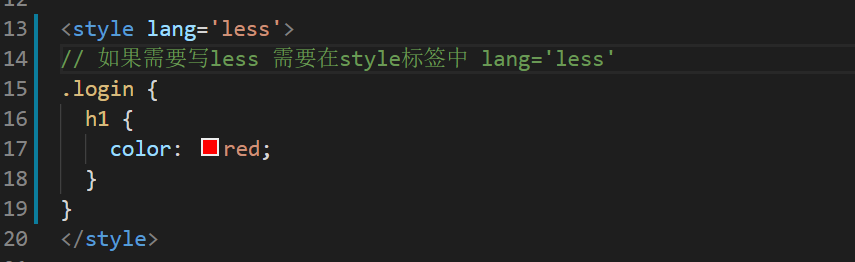 12
13 <style lang='less'>
14 // 如果需要写less 需要在style标签中 lang='less'
15 .login {
16   h1 {
17     color: red;
18   }
19 }
20 </style>